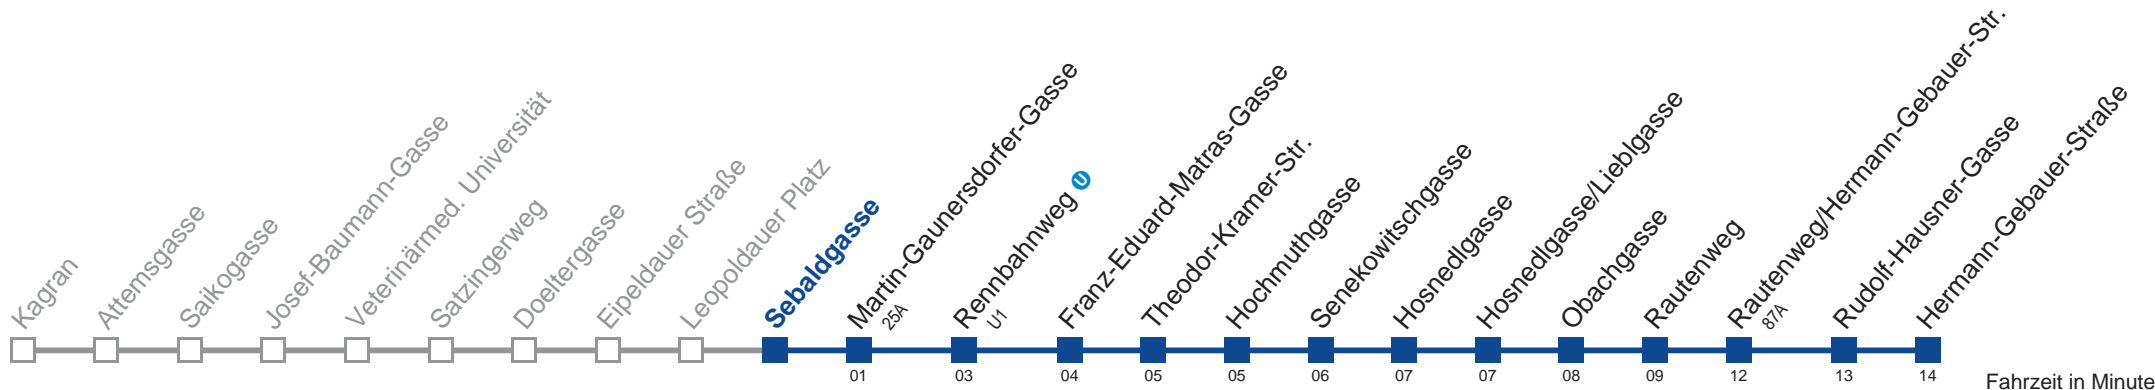 Kagran
Attemsgasse
Saikogasse
Josef-Baumann-Gasse
Veterinärmed. Universität
Satzingerweg
Doeltergasse
Eipeldauer Straße
Leopoldauer Platz
Sebaldgasse
Martin-Gaunersdorfer-Gasse
25A
Rennbahnweg U
U1
Franz-Eduard-Matras-Gasse
Theodor-Kramer-Str.
Hochmuthgasse
Senekowitschgasse
Hosnedlgasse
Hosnedlgasse/Lieblgasse
Obachgasse
Rautenweg
Rautenweg/Hermann-Gebauer-Str.
87A
Rudolf-Hausner-Gasse
Hermann-Gebauer-Straße
01 03 04 05 05 06 07 07 08 09 12 13 14
Fahrzeit in Minute